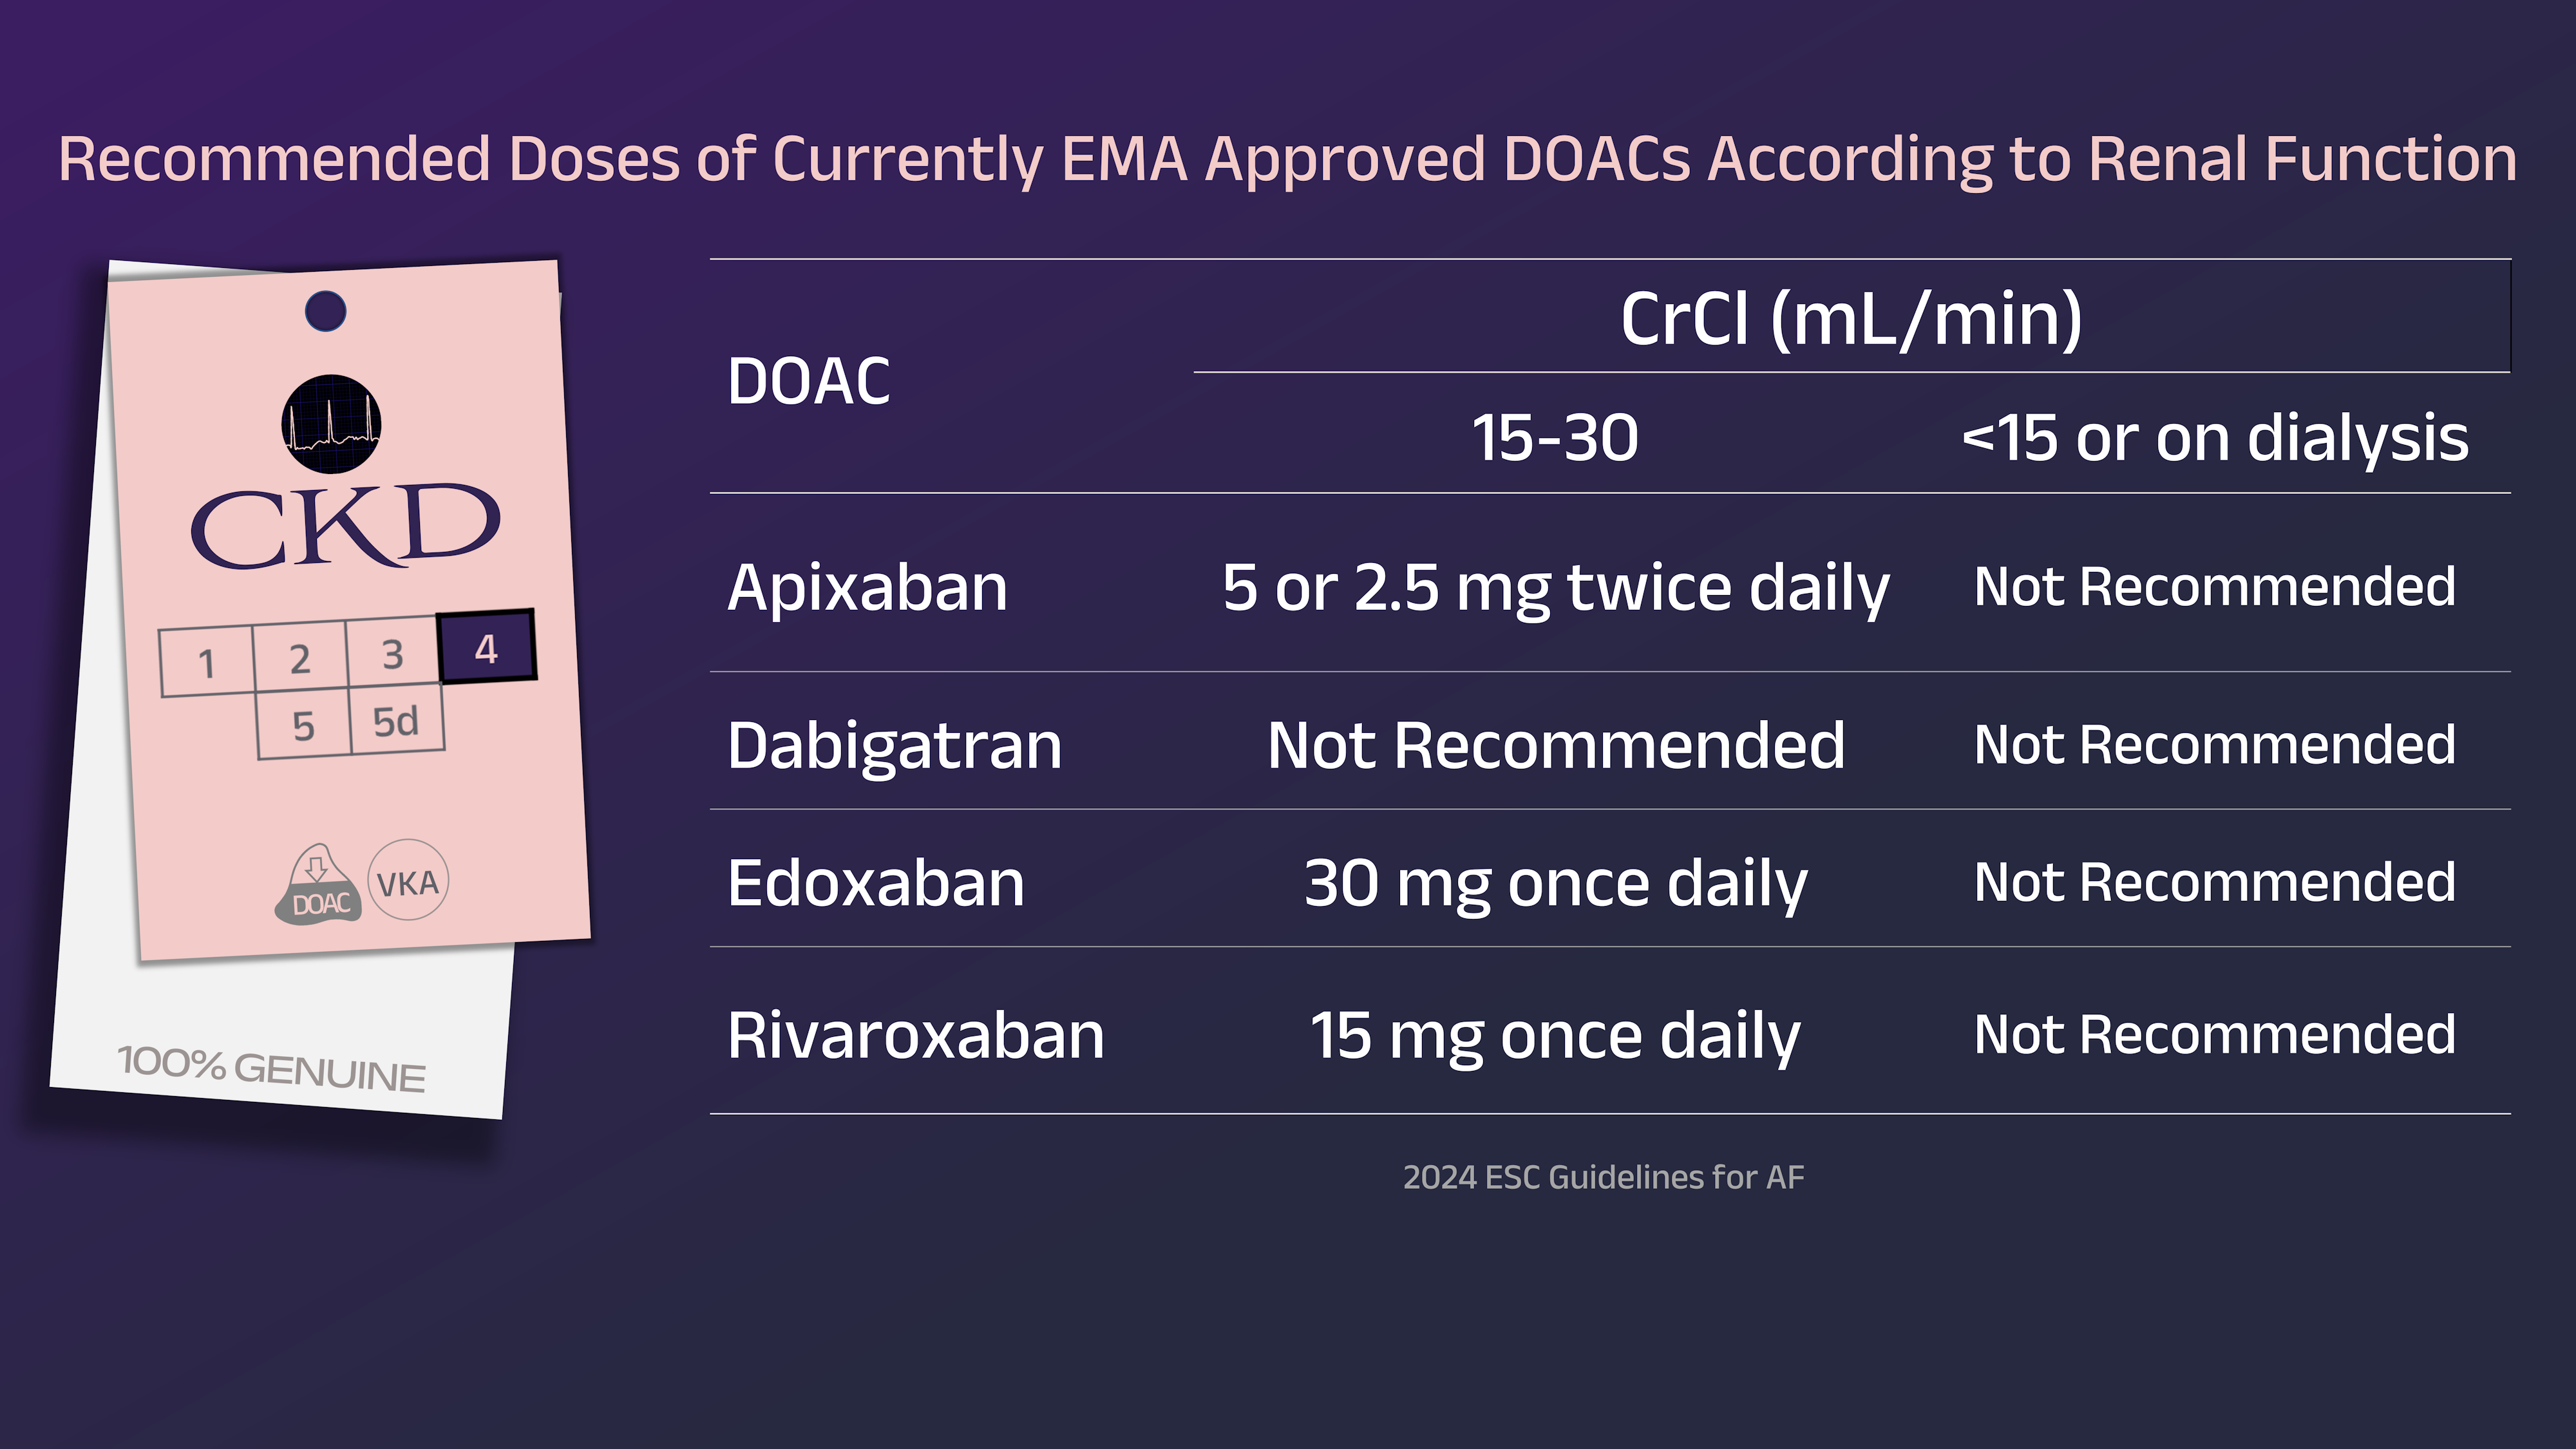 Recommended Doses of Currently EMA Approved DOACs According to Renal Function
CKD
1 2 3 4
5 5d
DOAC VKA
100% GENUINE
DOAC
CrCl (mL/min)
15-30 <15 or on dialysis
Apixaban 5 or 2.5 mg twice daily Not Recommended
Dabigatran Not Recommended Not Recommended
Edoxaban 30 mg once daily Not Recommended
Rivaroxaban 15 mg once daily Not Recommended
2024 ESC Guidelines for AF